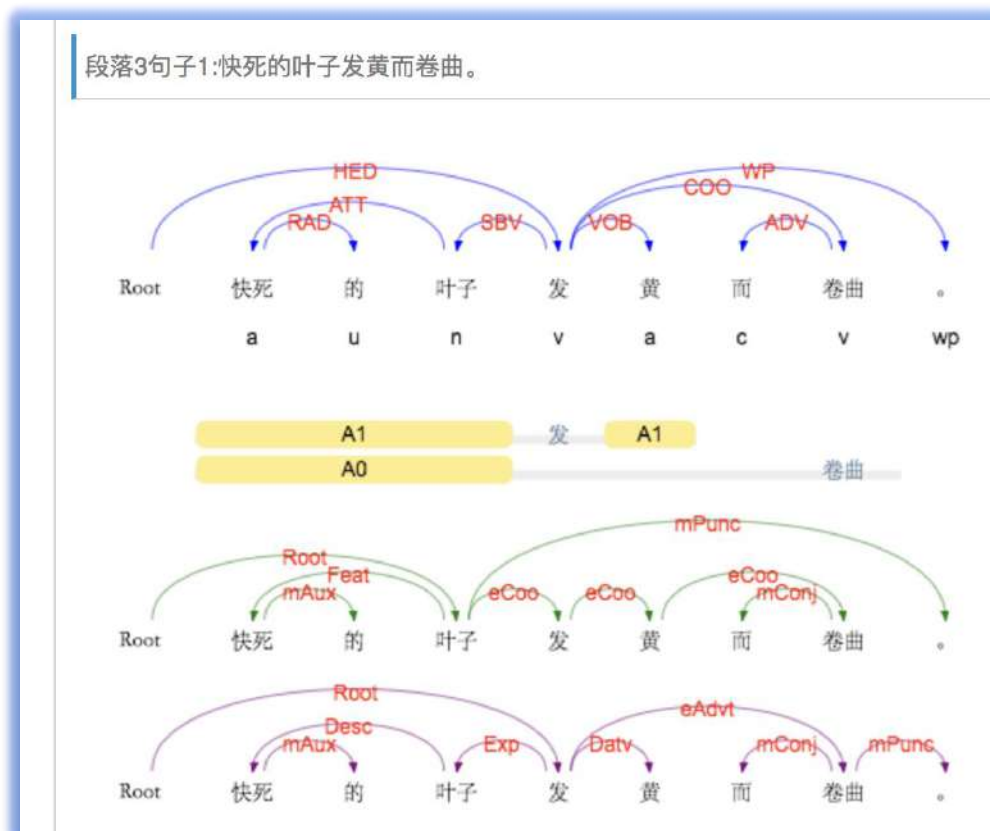 段落3句子1:快死的叶子发黄而卷曲。
HED WP
COO
ATT
RAD SBV VOB ADV
Root 快死 的 叶子 发 黄 而 卷曲 。
a u n v a c v wp
A1 发 A1
A0 卷曲
mPunc
Root
Feat eCoo
mAux eCoo eCoo mConj
Root 快死 的 叶子 发 黄 而 卷曲 。
Root
eAdvt
Desc
mAux Exp Datv mConj mPunc
Root 快死 的 叶子 发 黄 而 卷曲 。